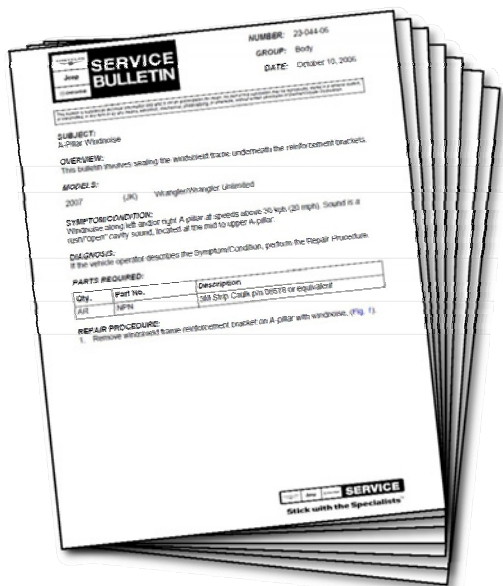 Jeep
SERVICE
BULLETIN
NUMBER: 23-044-06
GROUP: Body
DATE: October 10, 2006
SUBJECT:
A-Pillar Windnoise
OVERVIEW:
This bulletin involves sealing the windshield frame underneath the reinforcement brackets.
MODELS:
2007 (JK) Wrangler/Wrangler Unlimited
SYMPTOM/CONDITION:
Windnoise along left and/or right A pillar at speeds above 36 kph (20 mph). Sound is a
rush/"open" cavity sound, located at the mid to upper A-pillar.
DIAGNOSIS:
If the vehicle operator describes the Symptom/Condition, perform the Repair Procedure.
PARTS REQUIRED:
Qty. Part No. Description
AR NPN 3M Strip Caulk p/n 08578 or equivalent
REPAIR PROCEDURE:
1. Remove windshield frame reinforcement bracket on A-pillar with windnoise, (Fig. 1).
Jeep SERVICE
Stick with the Specialists